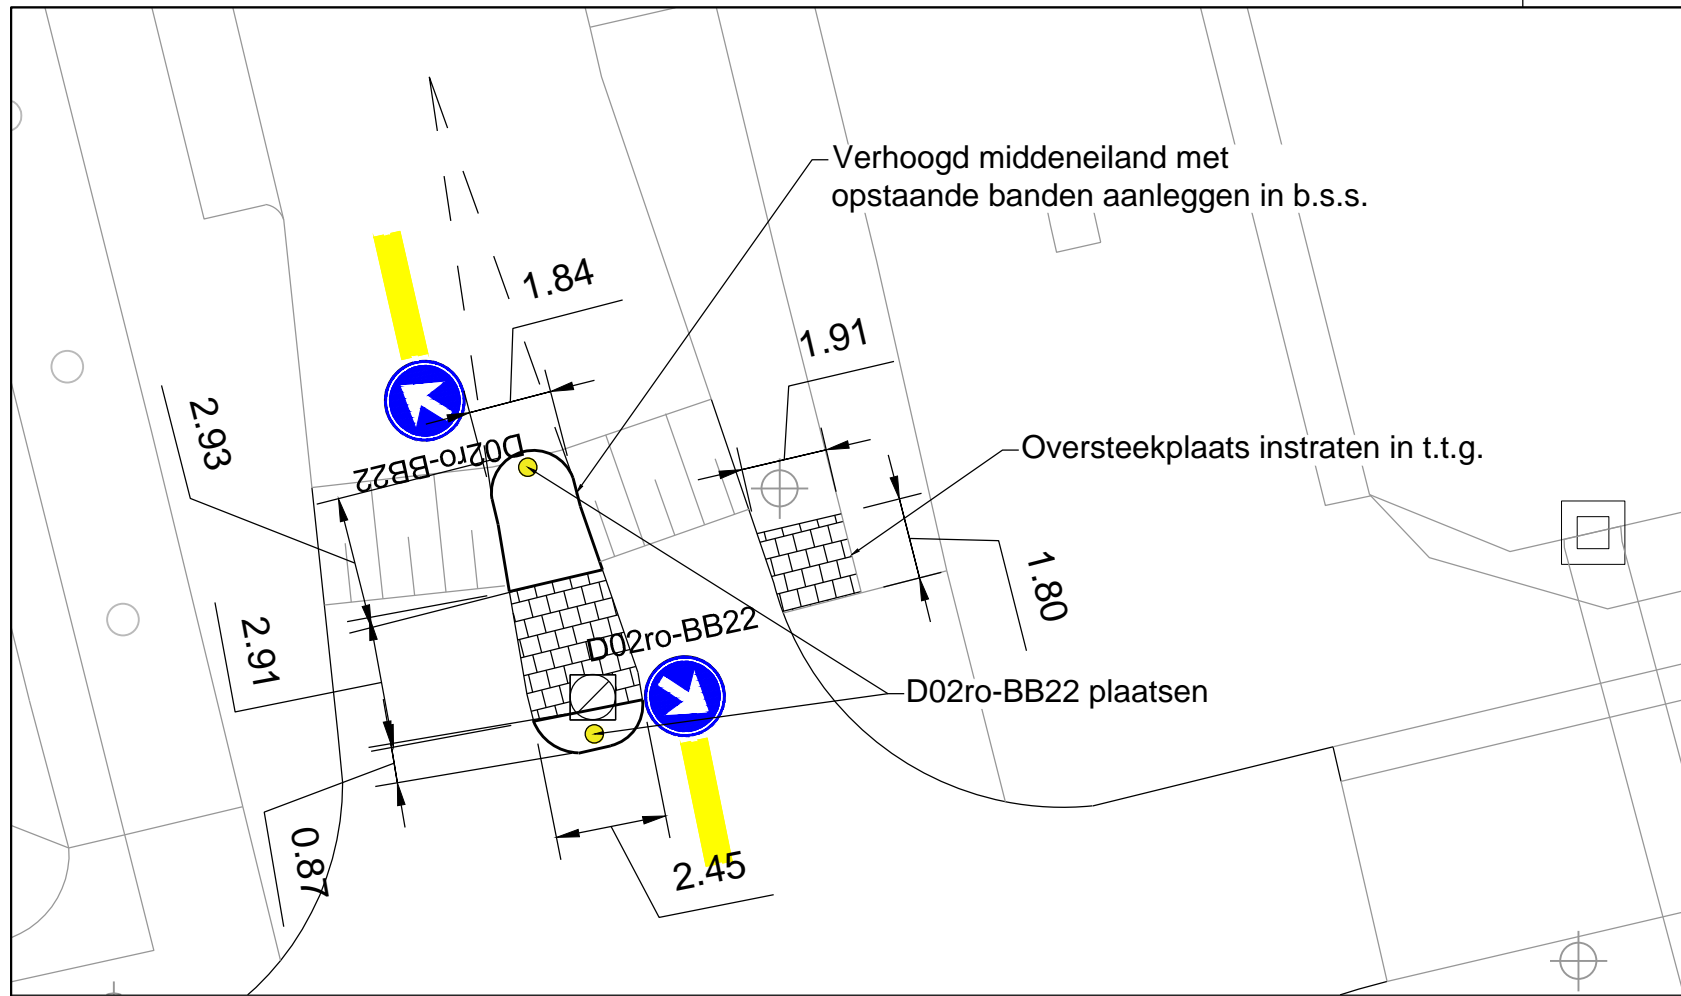 Verhoogd middeneiland met
opstaande banden aanleggen in b.s.s.
1.84
1.91
2.93
D02ro-BB22
Oversteekplaats instraten in t.t.g.
1.80
2.91
D02ro-BB22
D02ro-BB22 plaatsen
0.87
2.45